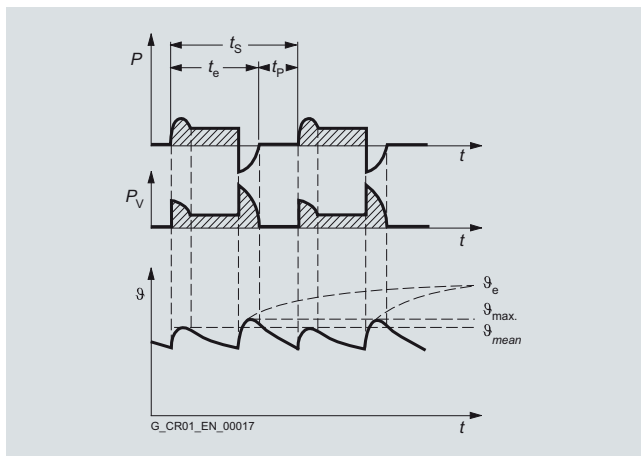 t_S
P
t_e
t_P
t
P_V
t
ϑ
ϑ_e
ϑ_max.
ϑ_mean
G_CR01_EN_00017
t